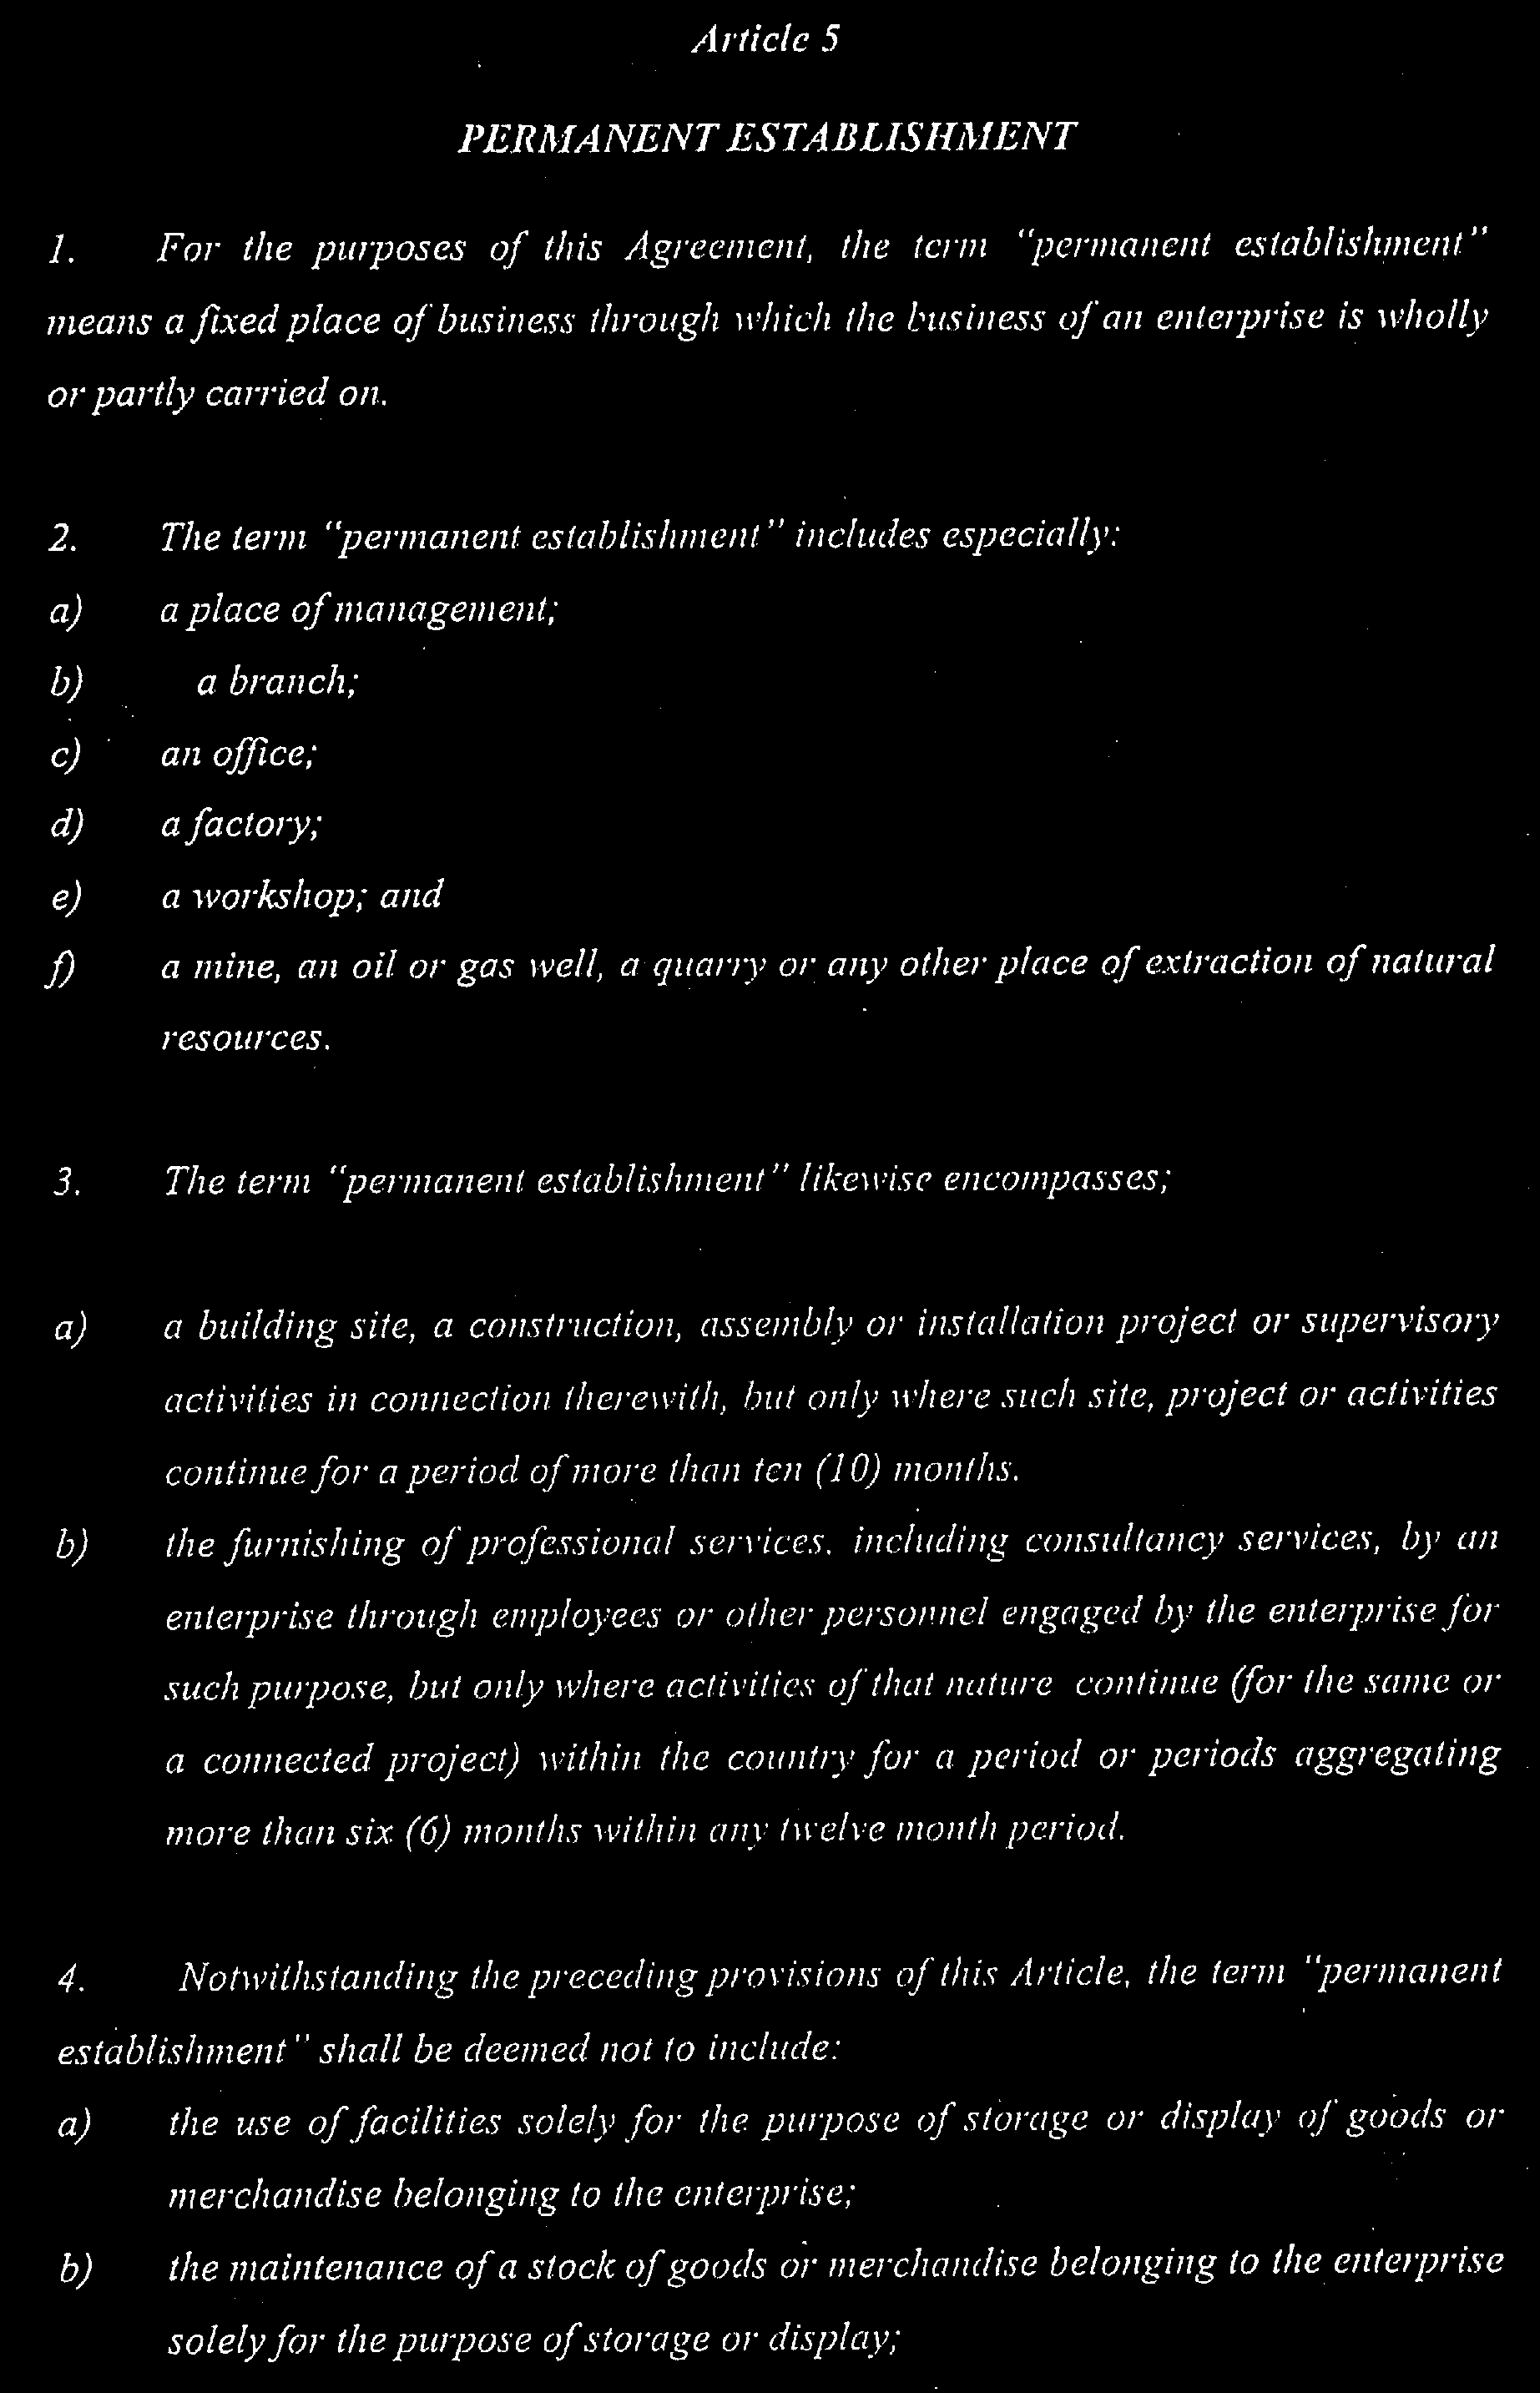 Article 5
PERMANENT ESTABLISHMENT
1. For the purposes of this Agreement, the term "permanent establishment"
means a fixed place of business through which the business of an enterprise is wholly
or partly carried on.
2. The term "permanent establishment" includes especially:
a) a place of management;
b) a branch;
c) an office;
d) a factory;
e) a workshop; and
f) a mine, an oil or gas well, a quarry or any other place of extraction of natural
resources.
3. The term "permanent establishment" likewise encompasses;
a) a building site, a construction, assembly or installation project or supervisory
activities in connection therewith, but only where such site, project or activities
continue for a period of more than ten (10) months.
b) the furnishing of professional services, including consultancy services, by an
enterprise through employees or other personnel engaged by the enterprise for
such purpose, but only where activities of that nature continue (for the same or
a connected project) within the country for a period or periods aggregating
more than six (6) months within any twelve month period.
4. Notwithstanding the preceding provisions of this Article, the term "permanent
establishment" shall be deemed not to include:
a) the use of facilities solely for the purpose of storage or display of goods or
merchandise belonging to the enterprise;
b) the maintenance of a stock of goods or merchandise belonging to the enterprise
solely for the purpose of storage or display;